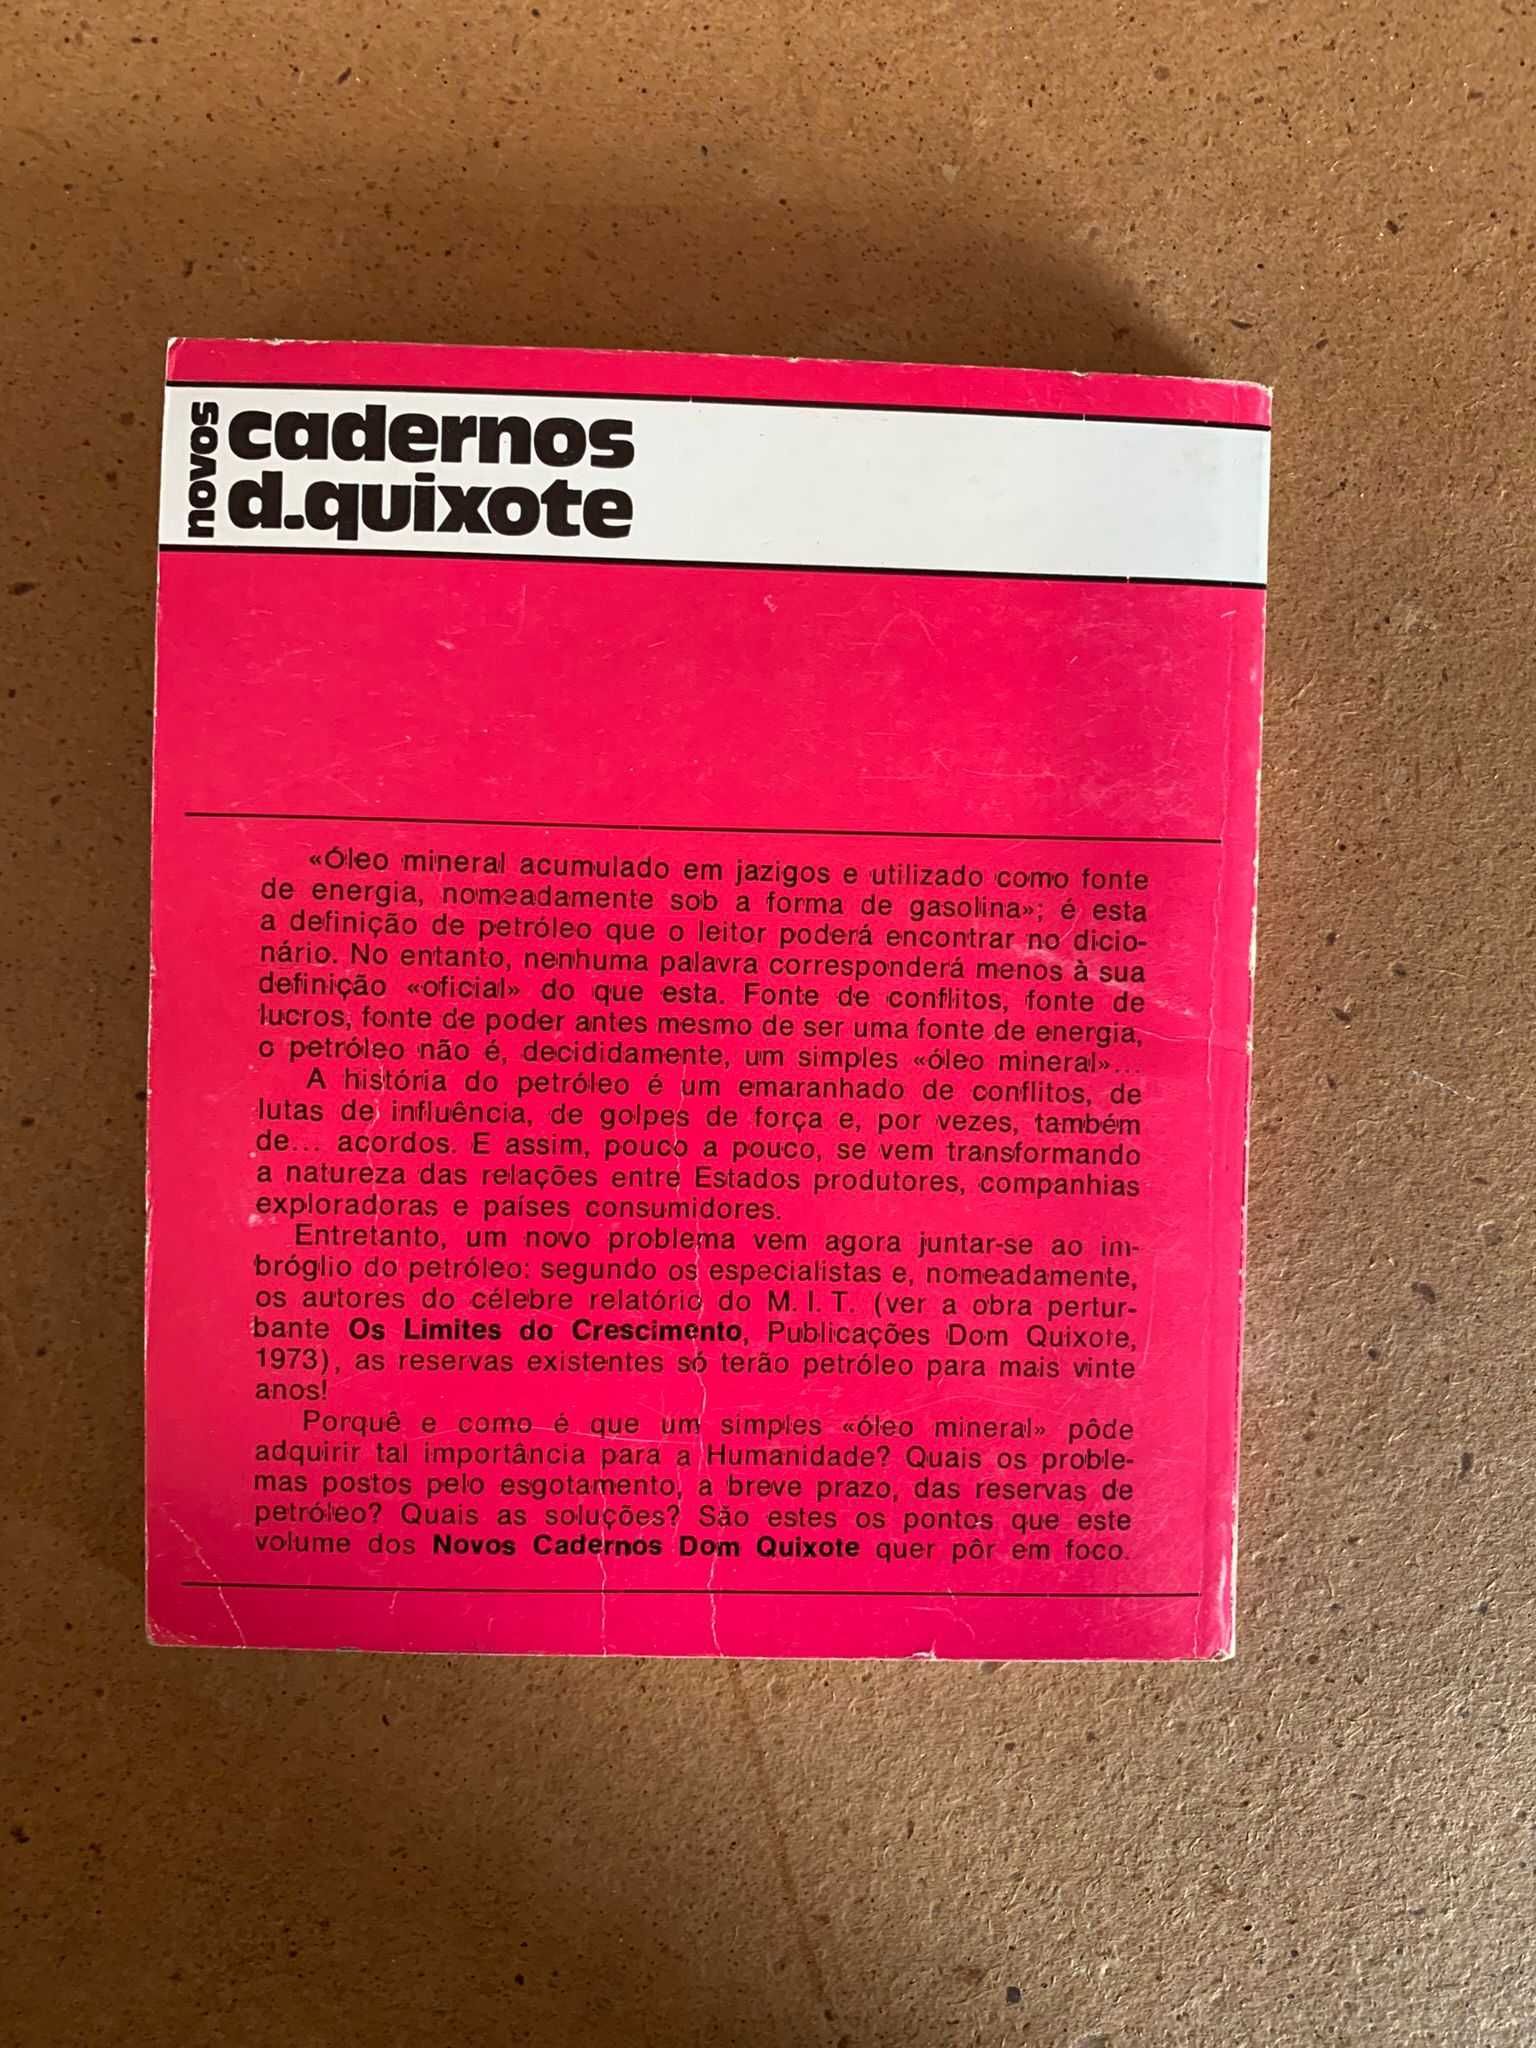 novos
cadernos
d.quixote
«Óleo mineral acumulado em jazigos e utilizado como fonte
de energia, nomeadamente sob a forma de gasolina»; é esta
a definição de petróleo que o leitor poderá encontrar no dicio-
nário. No entanto, nenhuma palavra corresponderá menos à sua
definição «oficial» do que esta. Fonte de conflitos, fonte de
lucros, fonte de poder antes mesmo de ser uma fonte de energia,
o petróleo não é, decididamente, um simples «óleo mineral»...
A história do petróleo é um emaranhado de conflitos, de
lutas de influência, de golpes de força e, por vezes, também
de... acordos. E assim, pouco a pouco, se vem transformando
a natureza das relações entre Estados produtores, companhias
exploradoras e países consumidores.
Entretanto, um novo problema vem agora juntar-se ao im-
bróglio do petróleo: segundo os especialistas e, nomeadamente,
os autores do célebre relatório do M. I. T. (ver a obra pertur-
bante Os Limites do Crescimento, Publicações Dom Quixote,
1973), as reservas existentes só terão petróleo para mais vinte
anos!
Porquê e como é que um simples «óleo mineral» pôde
adquirir tal importância para a Humanidade? Quais os proble-
mas postos pelo esgotamento, a breve prazo, das reservas de
petróleo? Quais as soluções? São estes os pontos que este
volume dos Novos Cadernos Dom Quixote quer pôr em foco.